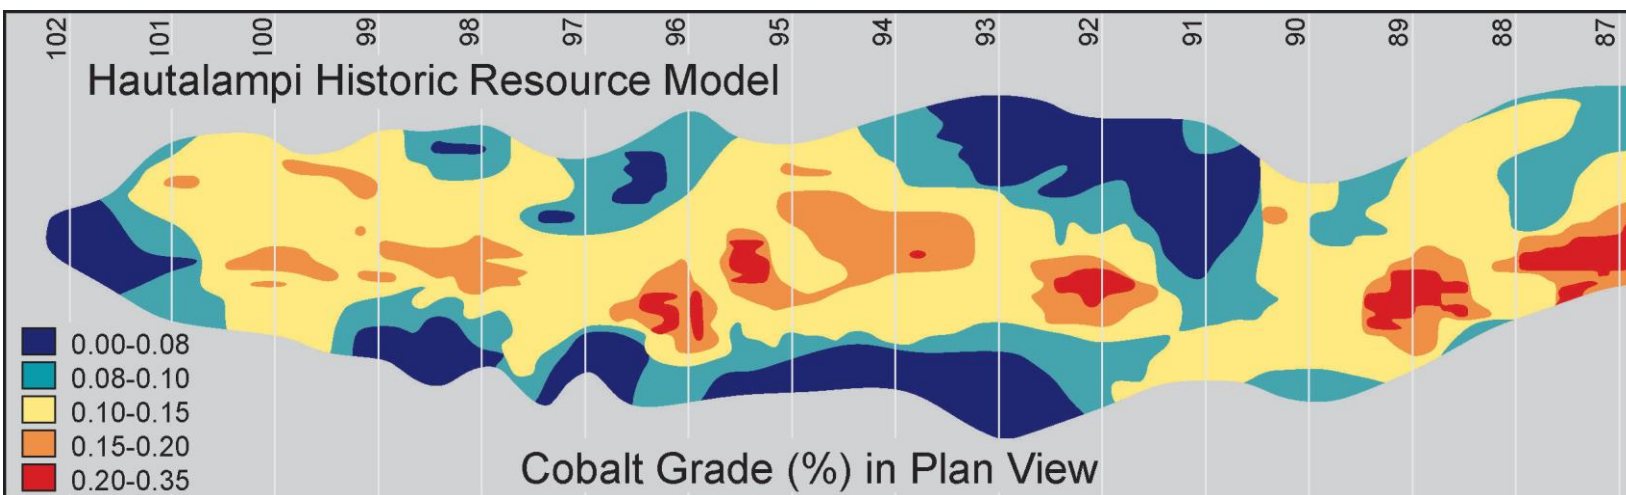 102 101 100 99 98 97 96 95 94 93 92 91 90 89 88 87
Hautalampi Historic Resource Model
0.00-0.08
0.08-0.10
0.10-0.15
0.15-0.20
0.20-0.35
Cobalt Grade (%) in Plan View